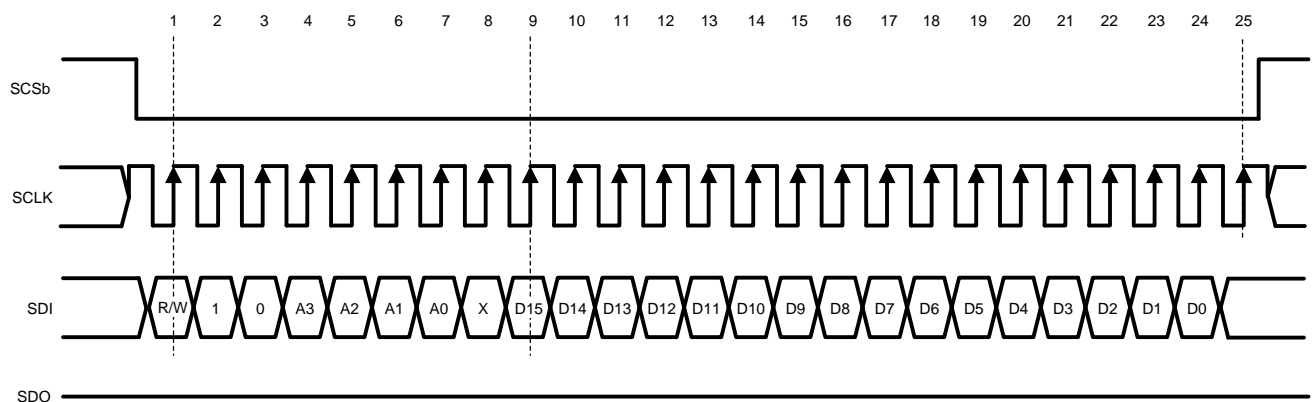 1 2 3 4 5 6 7 8 9 10 11 12 13 14 15 16 17 18 19 20 21 22 23 24 25
SCSb
SCLK
SDI R/W 1 0 A3 A2 A1 A0 X D15 D14 D13 D12 D11 D10 D9 D8 D7 D6 D5 D4 D3 D2 D1 D0
SDO